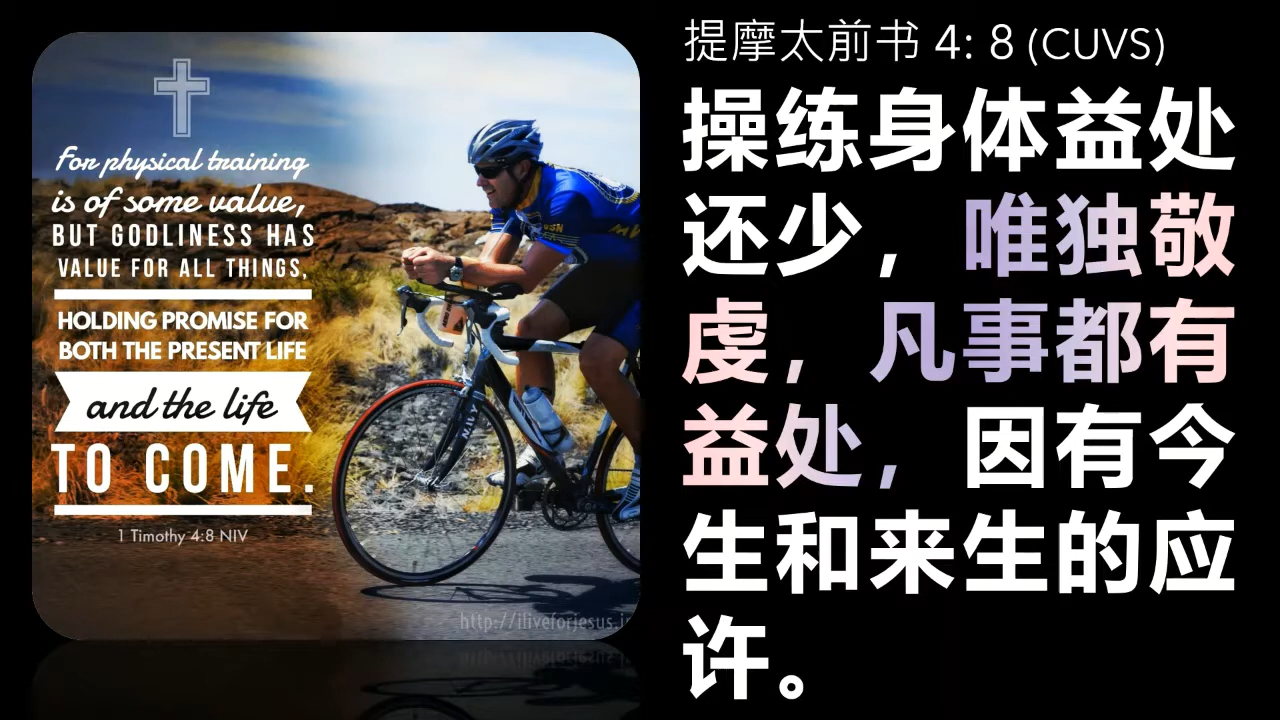 For physical training
is of some value,
BUT GODLINESS HAS
VALUE FOR ALL THINGS,
HOLDING PROMISE FOR
BOTH THE PRESENT LIFE
and the life
TO COME.
1 Timothy 4:8 NIV
NAVY
http://iliveforjesus.i
提摩太前书 4: 8 (CUVS)
操练身体益处
还少，唯独敬
虔，凡事都有
益处，因有今
生和来生的应
许。